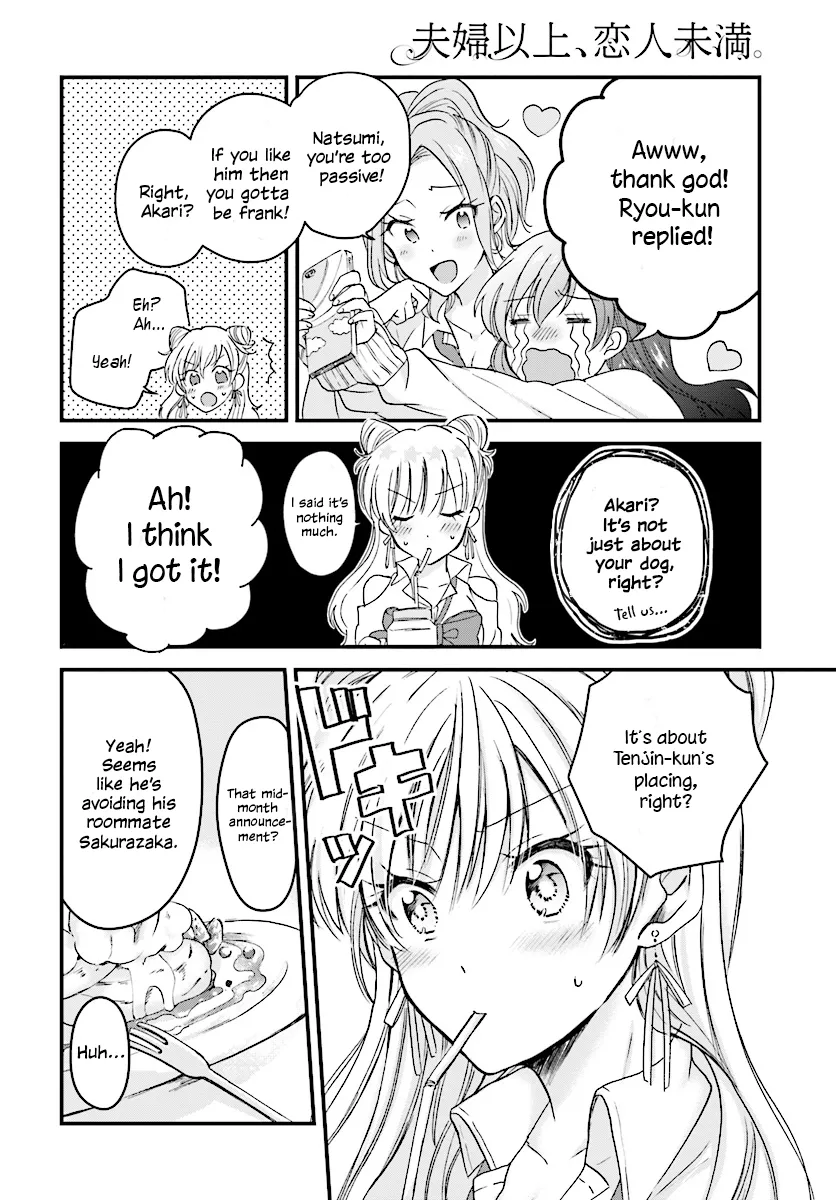 夫婦以上、恋人未満。
Awww,
thank god!
Ryou-kun
replied!
Natsumi,
you're too
passive!
If you like
him then
you gotta
be frank!
Right,
Akari?
Eh?
Ah...
Yeah!
Akari?
It's not
just about
your dog,
right?
Tell us...
I said it's
nothing
much.
Ah!
I think
I got it!
It's about
Tenjin-kun's
placing,
right?
ドキッ
That mid-
month
announce-
ment?
Yeah!
Seems
like he's
avoiding his
roommate
Sakurazaka.
Huh...